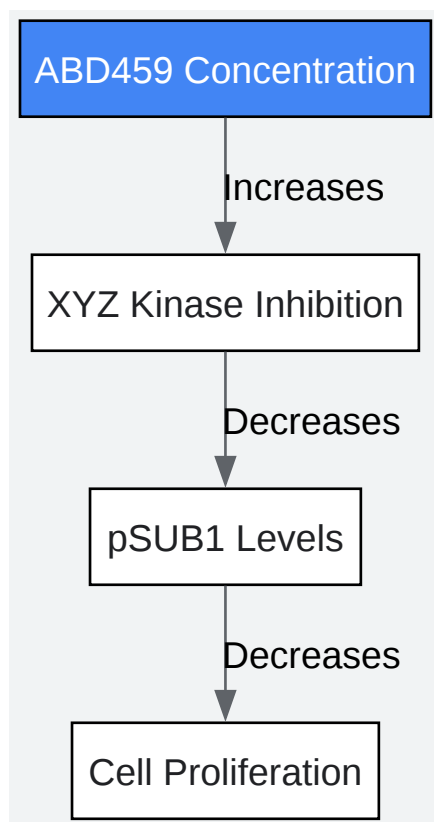 ABD459 Concentration
Increases
XYZ Kinase Inhibition
Decreases
pSUB1 Levels
Decreases
Cell Proliferation